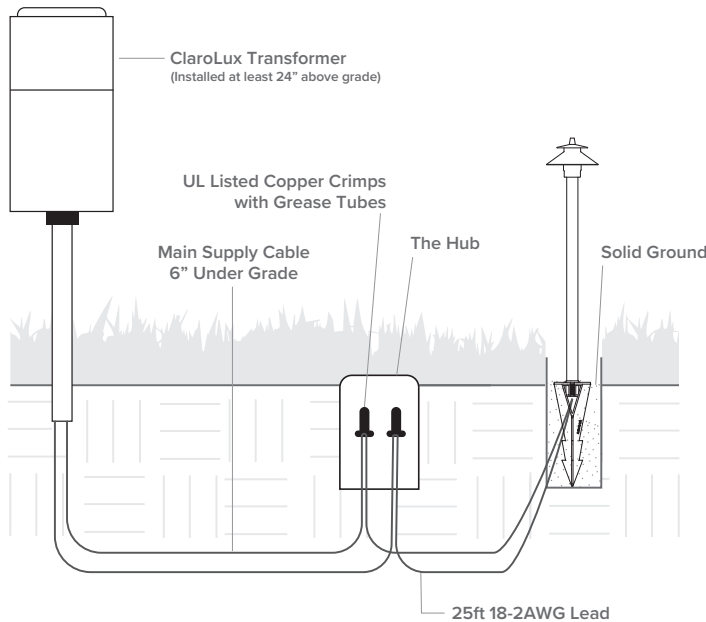 ClaroLux Transformer
(Installed at least 24” above grade)
UL Listed Copper Crimps
with Grease Tubes
The Hub
Main Supply Cable
6” Under Grade
Solid Ground
25ft 18-2AWG Lead